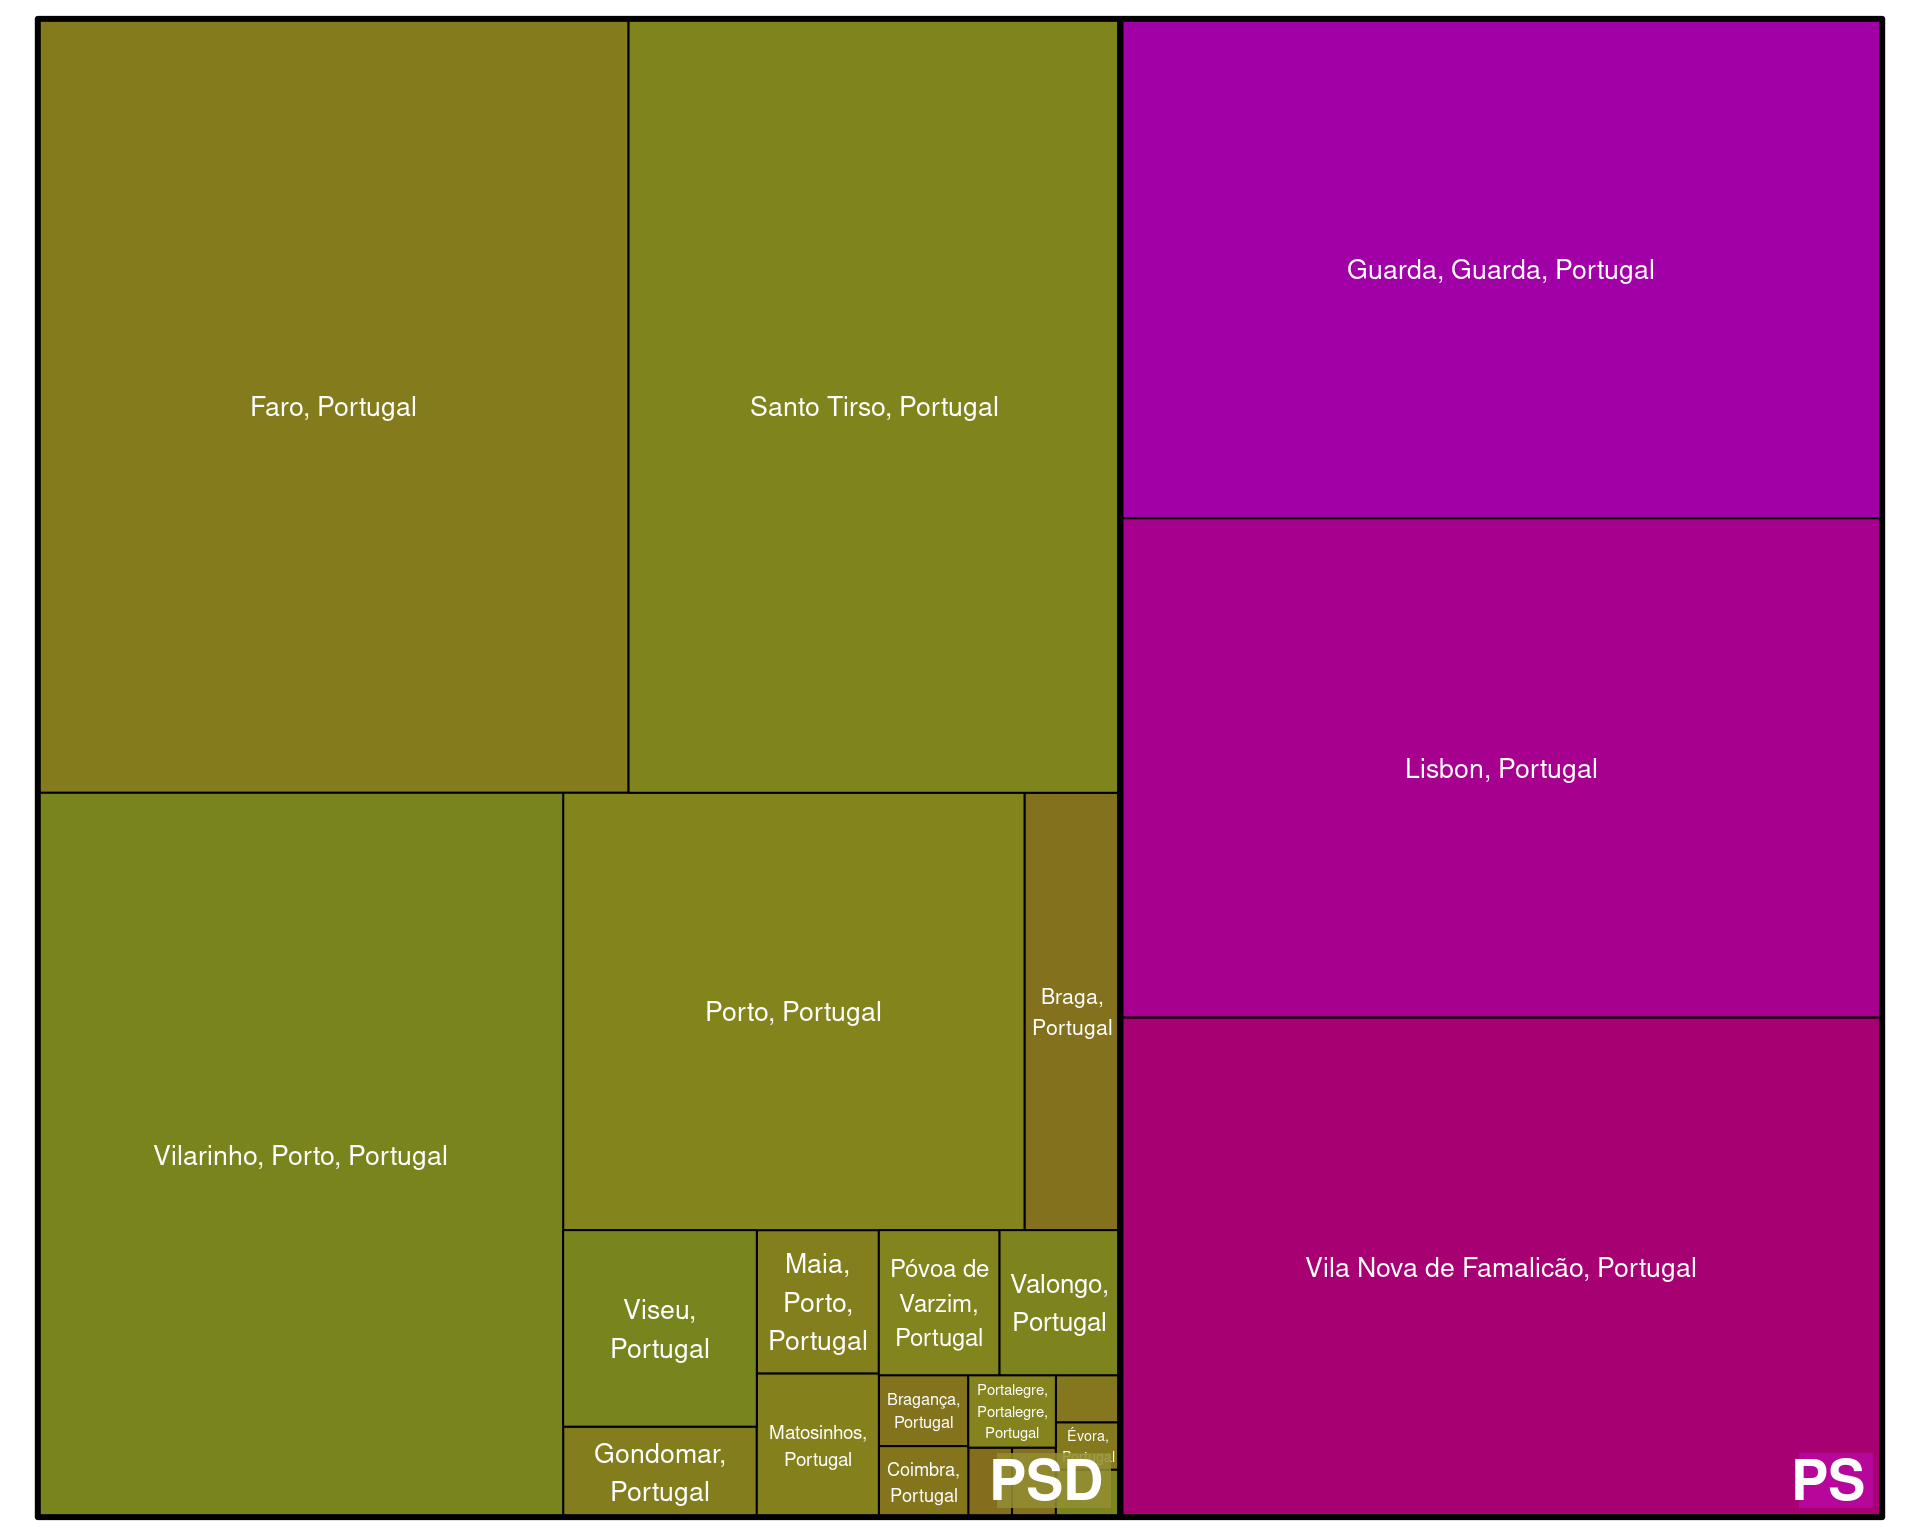 Faro, Portugal
Santo Tirso, Portugal
Guarda, Guarda, Portugal
Lisbon, Portugal
Vila Nova de Famalicão, Portugal
Vilarinho, Porto, Portugal
Porto, Portugal
Braga,
Portugal
Viseu,
Portugal
Gondomar,
Portugal
Maia,
Porto,
Portugal
Matosinhos,
Portugal
Póvoa de
Varzim,
Portugal
Valongo,
Portugal
Bragança,
Portugal
Coimbra,
Portugal
Portalegre,
Portalegre,
Portugal
Évora,
Portugal
PSD
PS